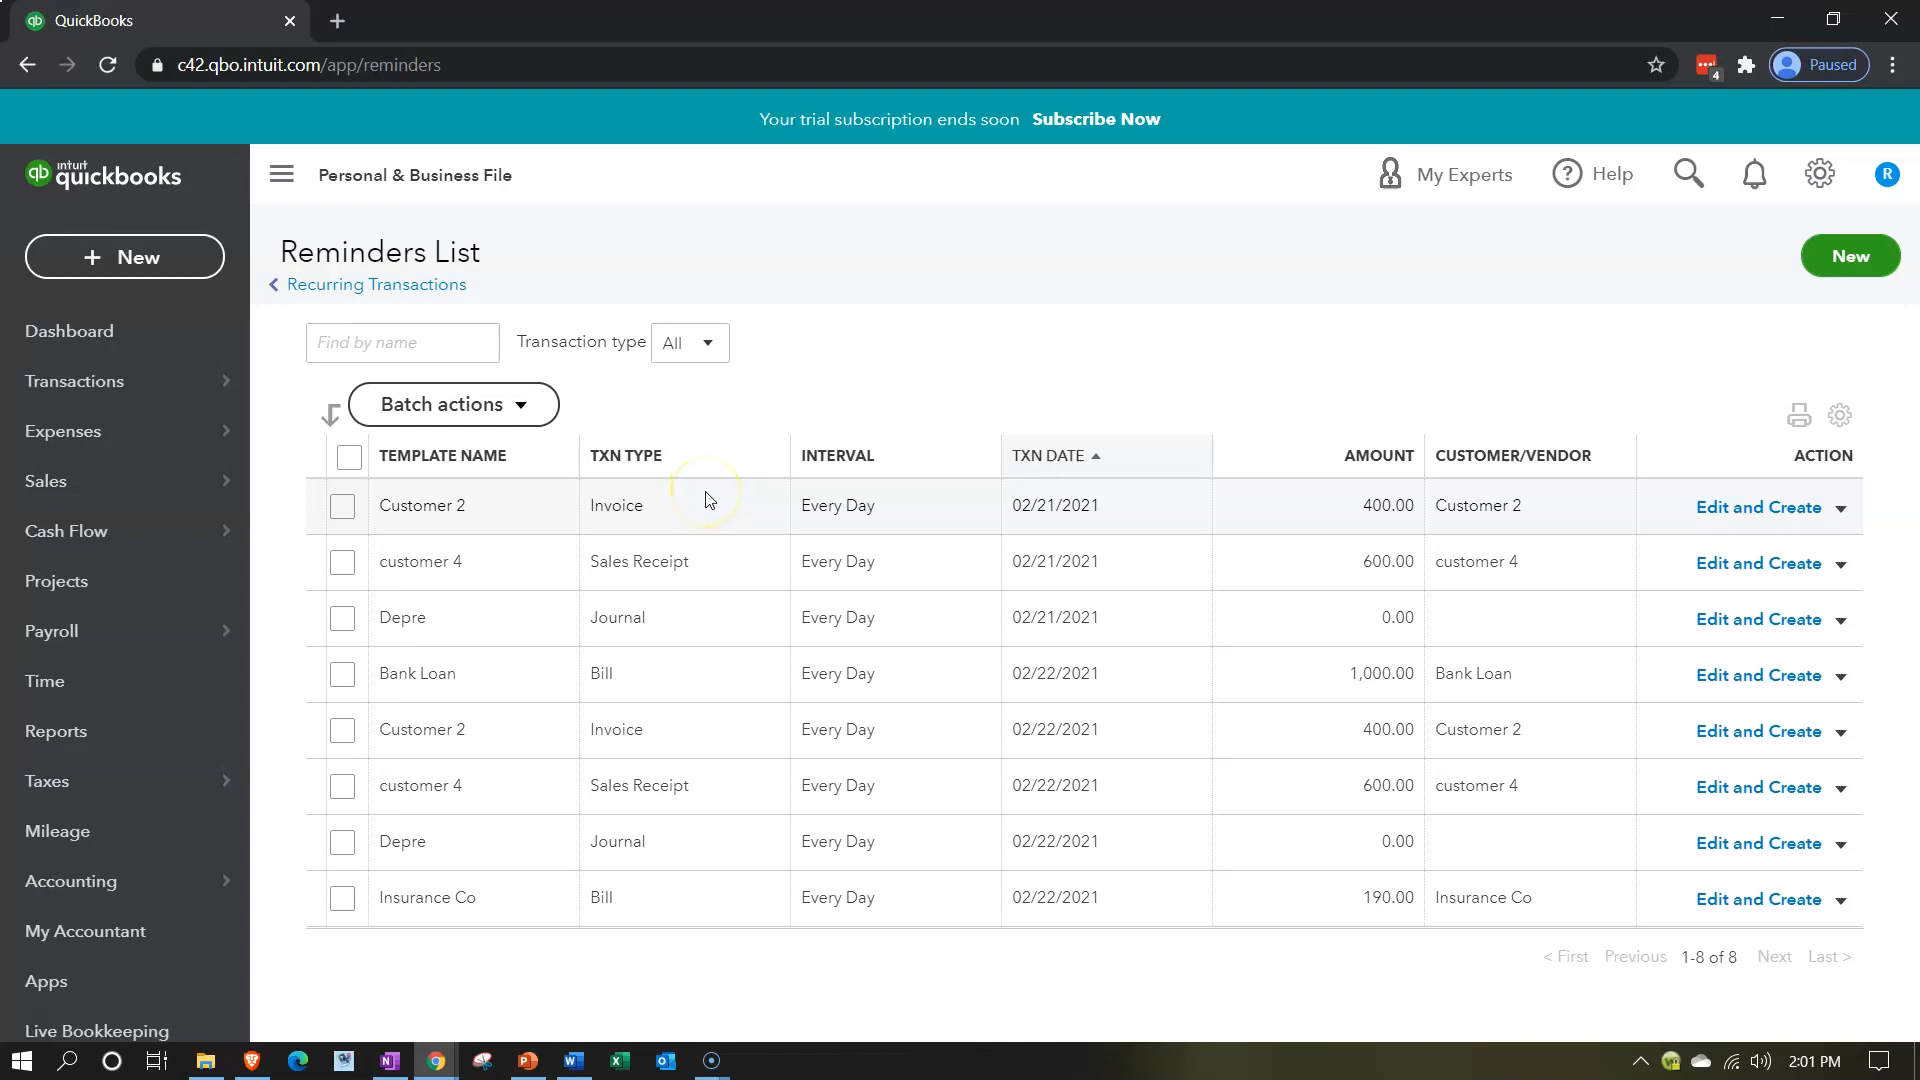 QuickBooks
c42.qbo.intuit.com/app/reminders
4
Paused
Your trial subscription ends soon Subscribe Now
qb intuit quickbooks
Personal & Business File
My Experts
? Help
R
+ New
Reminders List
New
Recurring Transactions
Find by name
Transaction type All
Batch actions
TEMPLATE NAME TXN TYPE INTERVAL TXN DATE AMOUNT CUSTOMER/VENDOR ACTION
Customer 2 Invoice Every Day 02/21/2021 400.00 Customer 2 Edit and Create
customer 4 Sales Receipt Every Day 02/21/2021 600.00 customer 4 Edit and Create
Depre Journal Every Day 02/21/2021 0.00 Edit and Create
Bank Loan Bill Every Day 02/22/2021 1,000.00 Bank Loan Edit and Create
Customer 2 Invoice Every Day 02/22/2021 400.00 Customer 2 Edit and Create
customer 4 Sales Receipt Every Day 02/22/2021 600.00 customer 4 Edit and Create
Depre Journal Every Day 02/22/2021 0.00 Edit and Create
Insurance Co Bill Every Day 02/22/2021 190.00 Insurance Co Edit and Create
< First Previous 1-8 of 8 Next Last >
Dashboard
Transactions
Expenses
Sales
Cash Flow
Projects
Payroll
Time
Reports
Taxes
Mileage
Accounting
My Accountant
Apps
Live Bookkeeping
2:01 PM